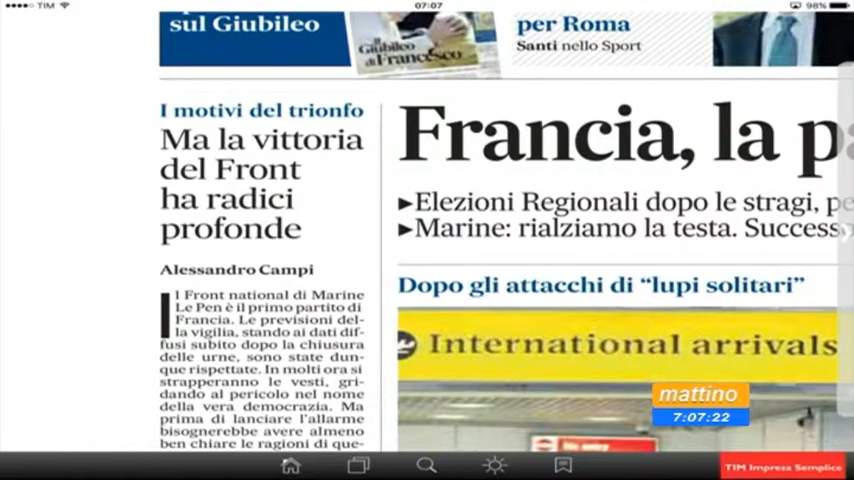 TIM
07:07
98%
sul Giubileo
Il
Giubileo
di Francesco
per Roma
Santi nello Sport
I motivi del trionfo
Ma la vittoria
del Front
ha radici
profonde
Alessandro Campi
Il Front national di Marine
Le Pen è il primo partito di
Francia. Le previsioni del-
la vigilia, stando ai dati dif-
fusi subito dopo la chiusura
delle urne, sono state dun-
que rispettate. In molti ora si
strapperanno le vesti, gri-
dando al pericolo nel nome
della vera democrazia. Ma
prima di lanciare l'allarme
bisognerebbe avere almeno
ben chiare le ragioni di que-
Francia, la pa
►Elezioni Regionali dopo le stragi, pe
►Marine: rialziamo la testa. Success
Dopo gli attacchi di “lupi solitari”
International arrivals
No entry
mattino
7:07:22
TIM Impresa Semplice